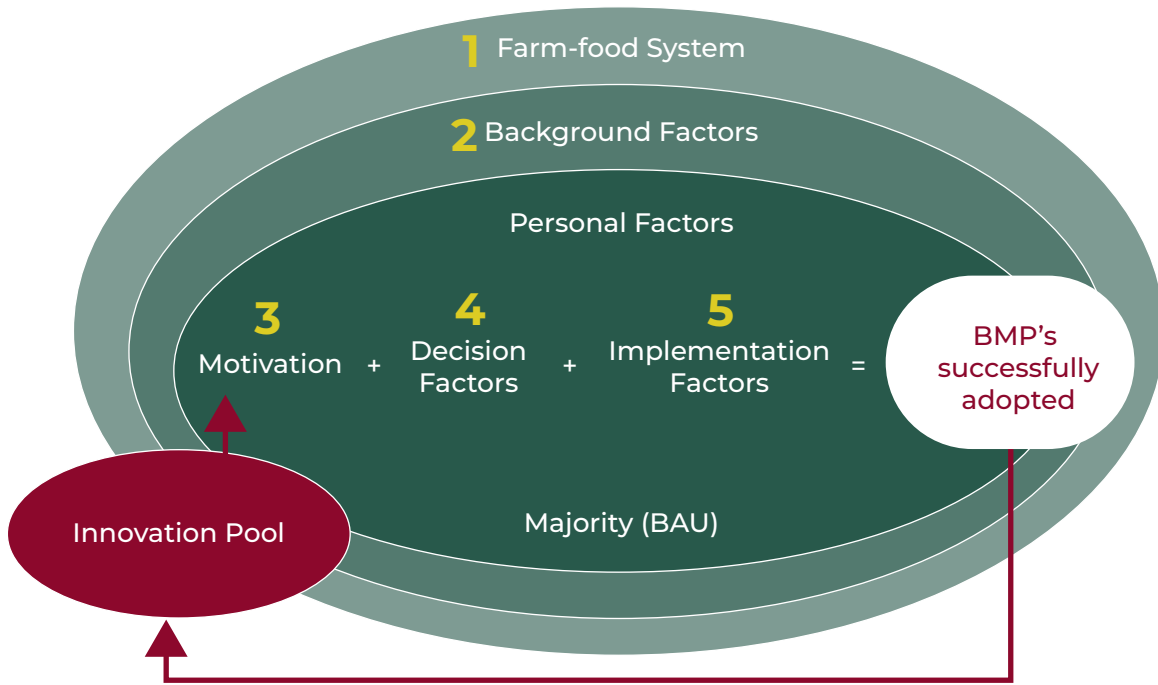 1 Farm-food System
2 Background Factors
Personal Factors
3
Motivation
+
4
Decision
Factors
+
5
Implementation
Factors
=
BMP's
successfully
adopted
Innovation Pool
Majority (BAU)